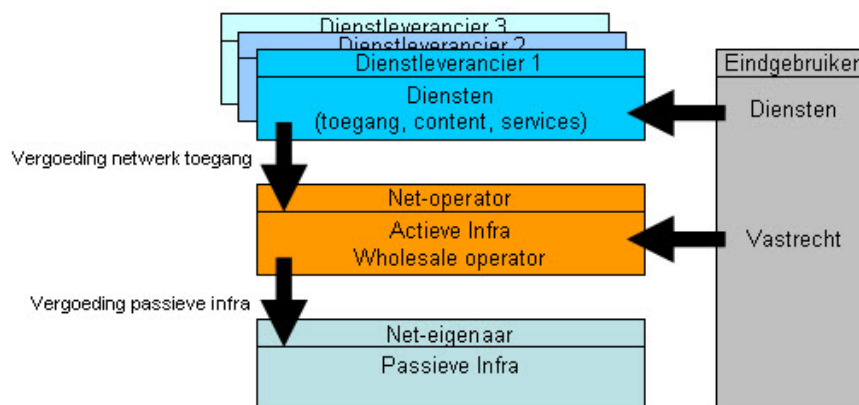 Dienstleverancier 3
Dienstleverancier 2
Dienstleverancier 1
Eindgebruiker
Diensten
(toegang, content, services)
Diensten
Vergoeding netwerk toegang
Net-operator
Actieve Infra
Wholesale operator
Vastrecht
Vergoeding passieve infra
Net-eigenaar
Passieve Infra